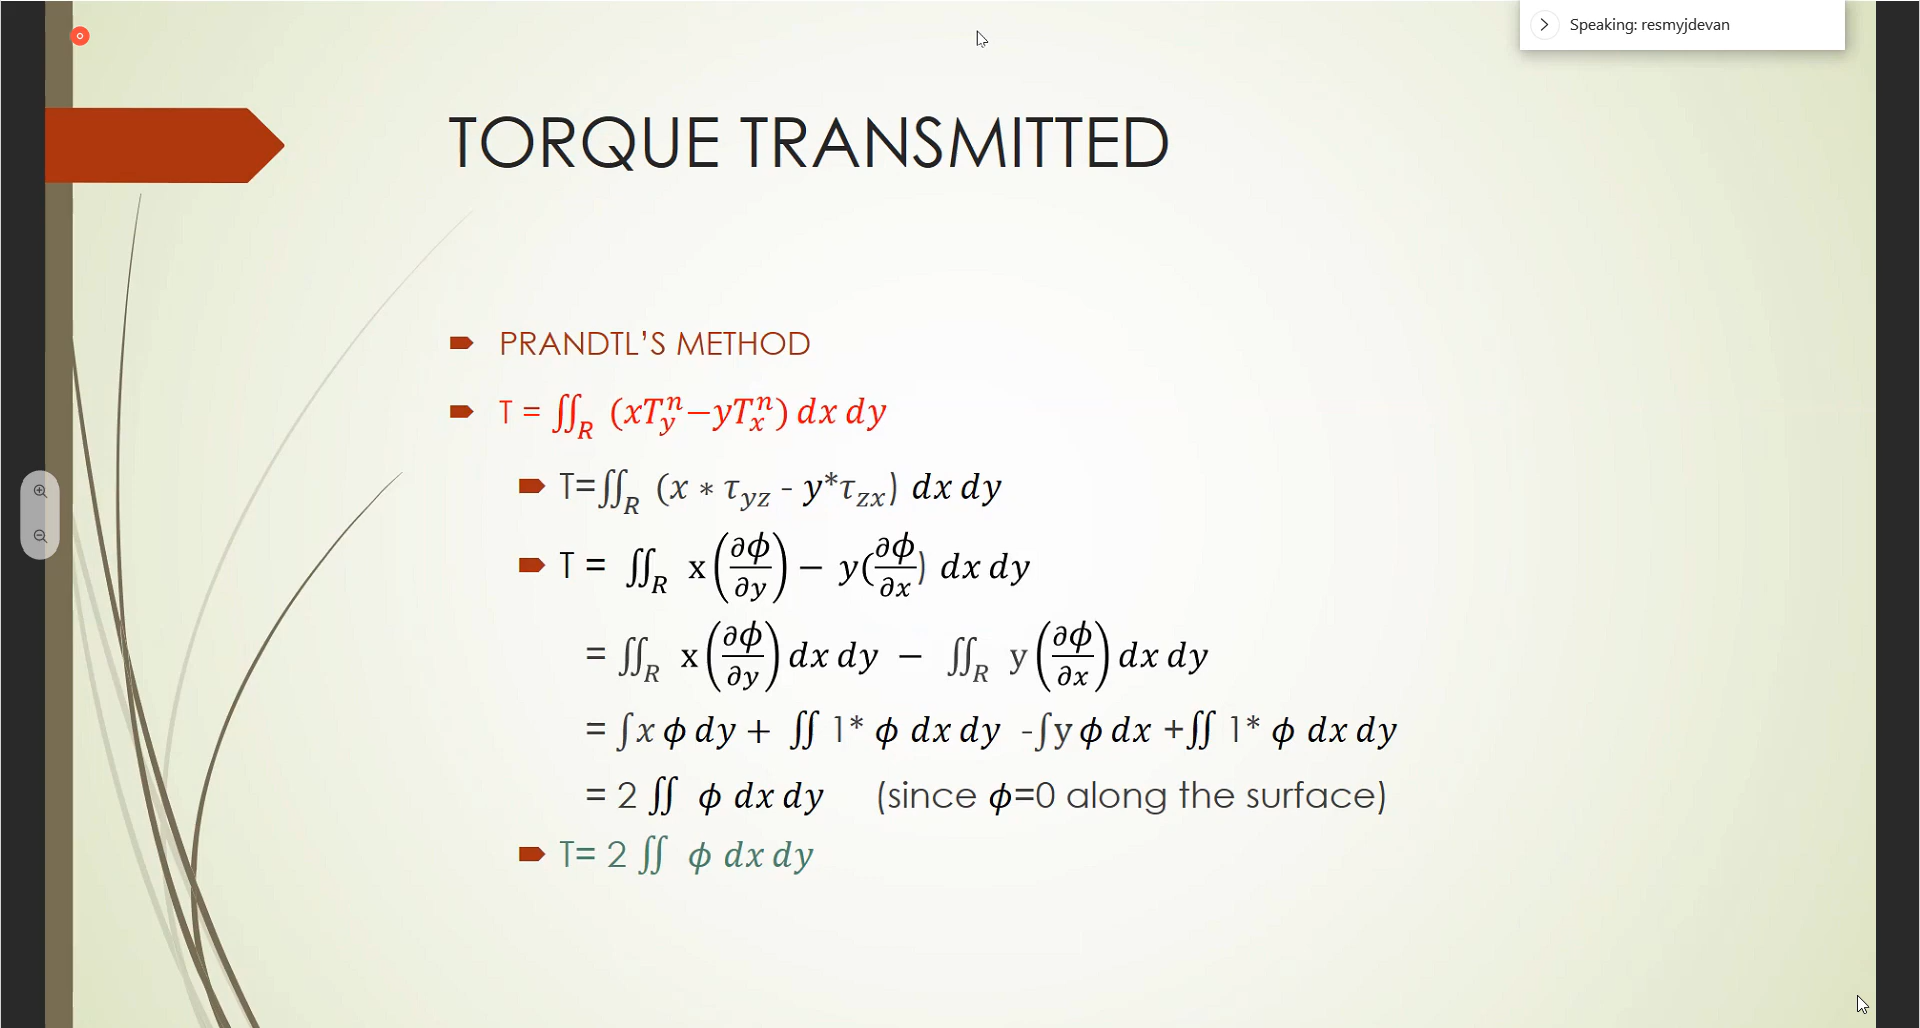 Speaking: resmyjdevan
TORQUE TRANSMITTED
PRANDTL'S METHOD
T = ∬_R (xT_y^n−yT_x^n) dx dy
T=∬_R (x ∗ τ_yz - y*τ_zx) dx dy
T = ∬_R x(∂ϕ/∂y) − y(∂ϕ/∂x) dx dy
= ∬_R x(∂ϕ/∂y) dx dy − ∬_R y(∂ϕ/∂x) dx dy
= ∫x ϕ dy + ∬ 1* ϕ dx dy -∫y ϕ dx +∬ 1* ϕ dx dy
= 2 ∬ ϕ dx dy (since ϕ=0 along the surface)
T= 2 ∬ ϕ dx dy